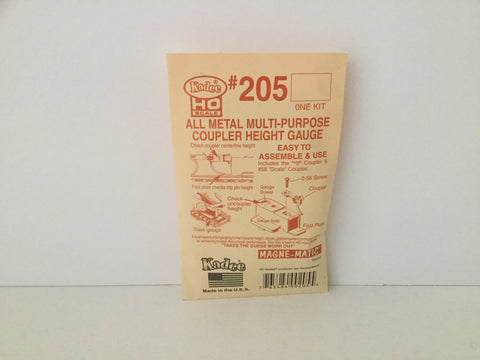 Kadee
HO
SCALE
#205
ONE KIT
ALL METAL MULTI-PURPOSE
COUPLER HEIGHT GAUGE
Check coupler centerline height
EASY TO
ASSEMBLE & USE
Includes the "*5" Coupler &
#58 "Scale" Coupler.
Foot plate checks trip pin height
2-56 Screw
Gauge
Dowel
Coupler
Check
uncoupler
height
Gauge body
Foot Plate
Track gauge
"TAKES THE GUESS WORK OUT"
MAGNE-MATIC
Kadee
Made in the U.S.A.